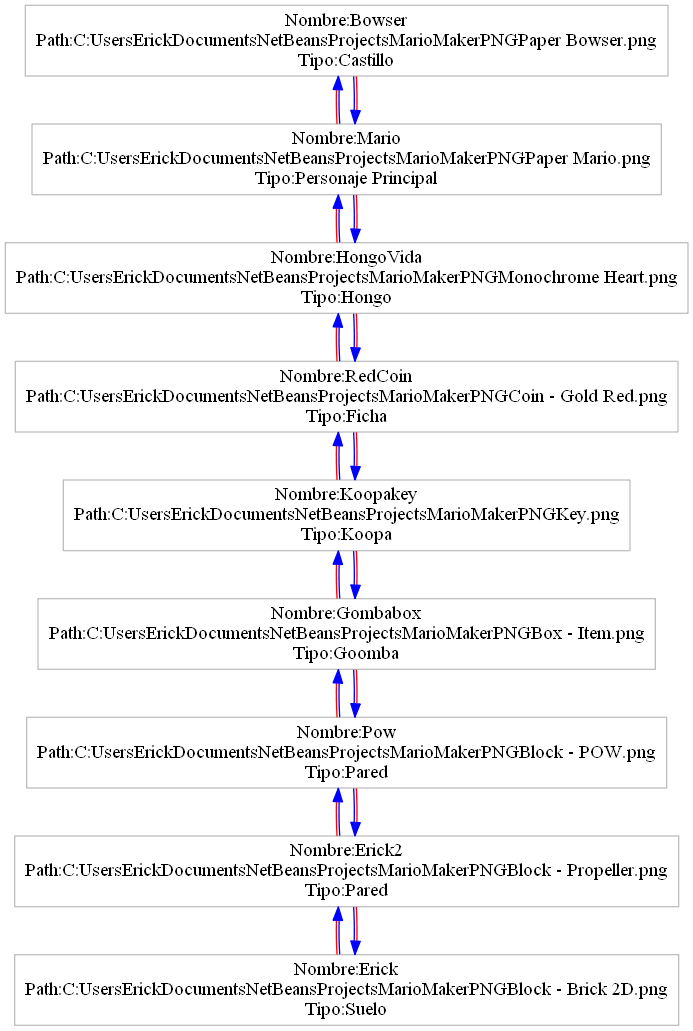 Nombre:Bowser
Path:C:UsersErickDocumentsNetBeansProjectsMarioMakerPNGPaper Bowser.png
Tipo:Castillo
Nombre:Mario
Path:C:UsersErickDocumentsNetBeansProjectsMarioMakerPNGPaper Mario.png
Tipo:Personaje Principal
Nombre:HongoVida
Path:C:UsersErickDocumentsNetBeansProjectsMarioMakerPNGMonochrome Heart.png
Tipo:Hongo
Nombre:RedCoin
Path:C:UsersErickDocumentsNetBeansProjectsMarioMakerPNGCoin - Gold Red.png
Tipo:Ficha
Nombre:Koopakey
Path:C:UsersErickDocumentsNetBeansProjectsMarioMakerPNGKey.png
Tipo:Koopa
Nombre:Gombabox
Path:C:UsersErickDocumentsNetBeansProjectsMarioMakerPNGBox - Item.png
Tipo:Goomba
Nombre:Pow
Path:C:UsersErickDocumentsNetBeansProjectsMarioMakerPNGBlock - POW.png
Tipo:Pared
Nombre:Erick2
Path:C:UsersErickDocumentsNetBeansProjectsMarioMakerPNGBlock - Propeller.png
Tipo:Pared
Nombre:Erick
Path:C:UsersErickDocumentsNetBeansProjectsMarioMakerPNGBlock - Brick 2D.png
Tipo:Suelo